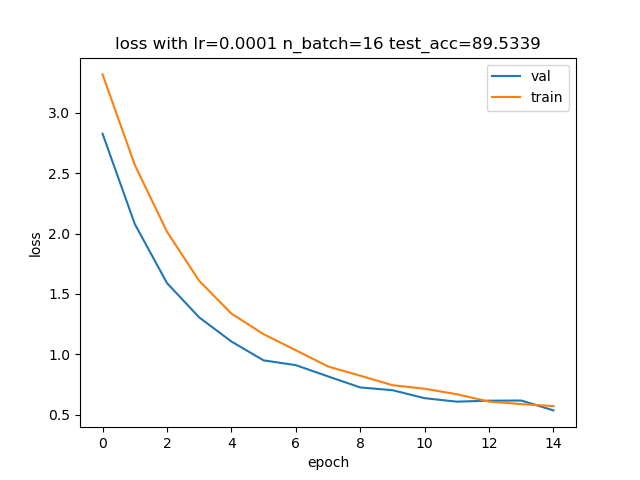 loss with lr=0.0001 n_batch=16 test_acc=89.5339
val
train
3.0
2.5
2.0
1.5
1.0
0.5
loss
0 2 4 6 8 10 12 14
epoch